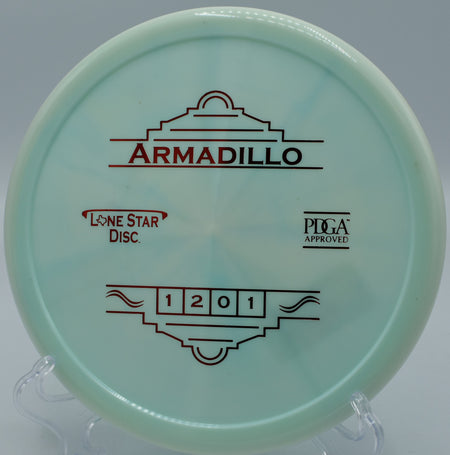 ARMADILLO
LONE STAR
DISC
PDGA
APPROVED
1 2 0 1